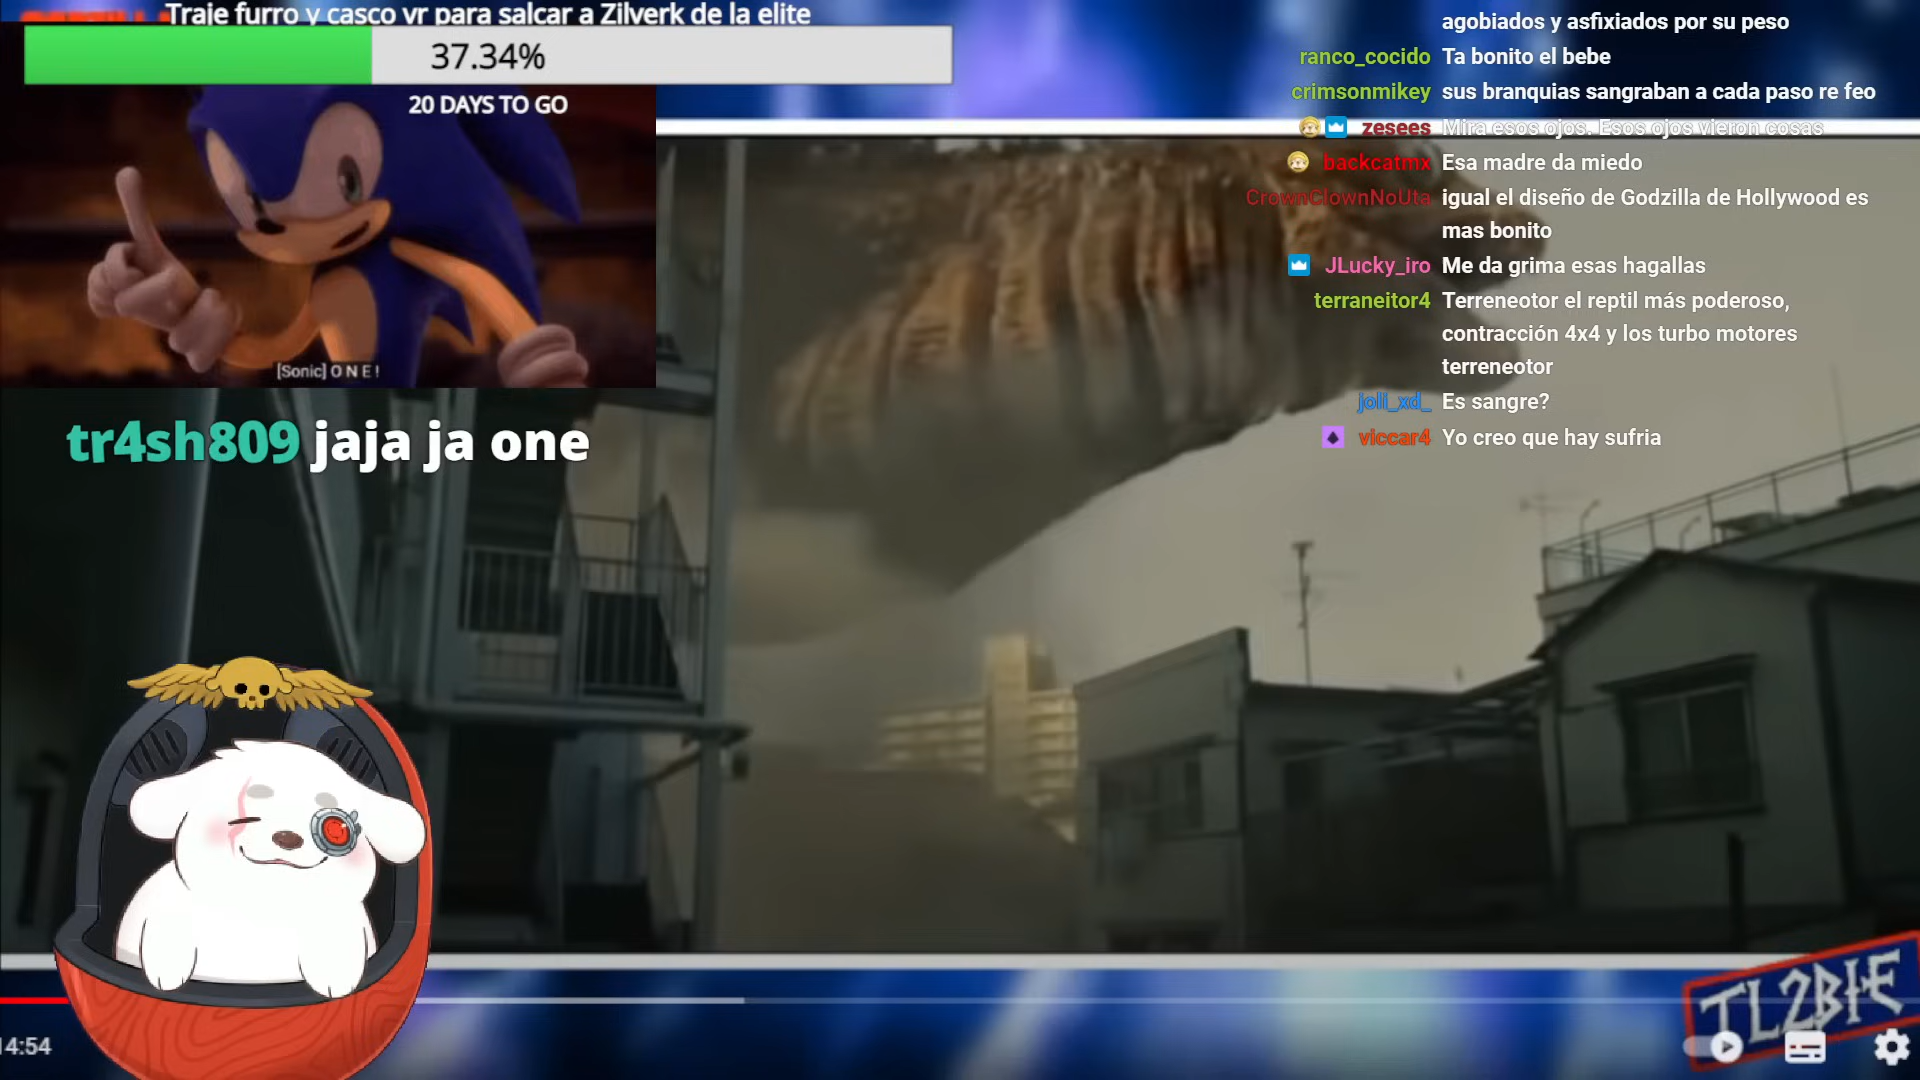 Traje furro y casco vr para salcar a Zilverk de la elite
37.34%
20 DAYS TO GO
[Sonic] O N E !
tr4sh809 jaja ja one
agobiados y asfixiados por su peso
ranco_cocido Ta bonito el bebe
crimsonmikey sus branquias sangraban a cada paso re feo
zesees Mira esos ojos. Esos ojos vieron cosas
backcatmx Esa madre da miedo
CrownClownNoUta igual el diseño de Godzilla de Hollywood es
mas bonito
JLucky_iro Me da grima esas hagallas
terraneitor4 Terreneotor el reptil más poderoso,
contracción 4x4 y los turbo motores
terreneotor
joli_xd_ Es sangre?
viccar4 Yo creo que hay sufria
TL2BIE
14:54